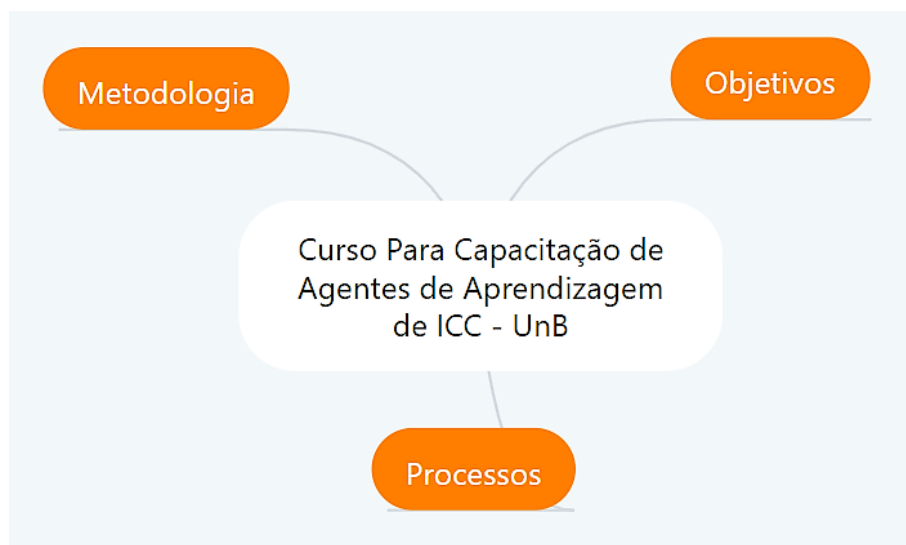 Metodologia
Objetivos
Curso Para Capacitação de
Agentes de Aprendizagem
de ICC - UnB
Processos